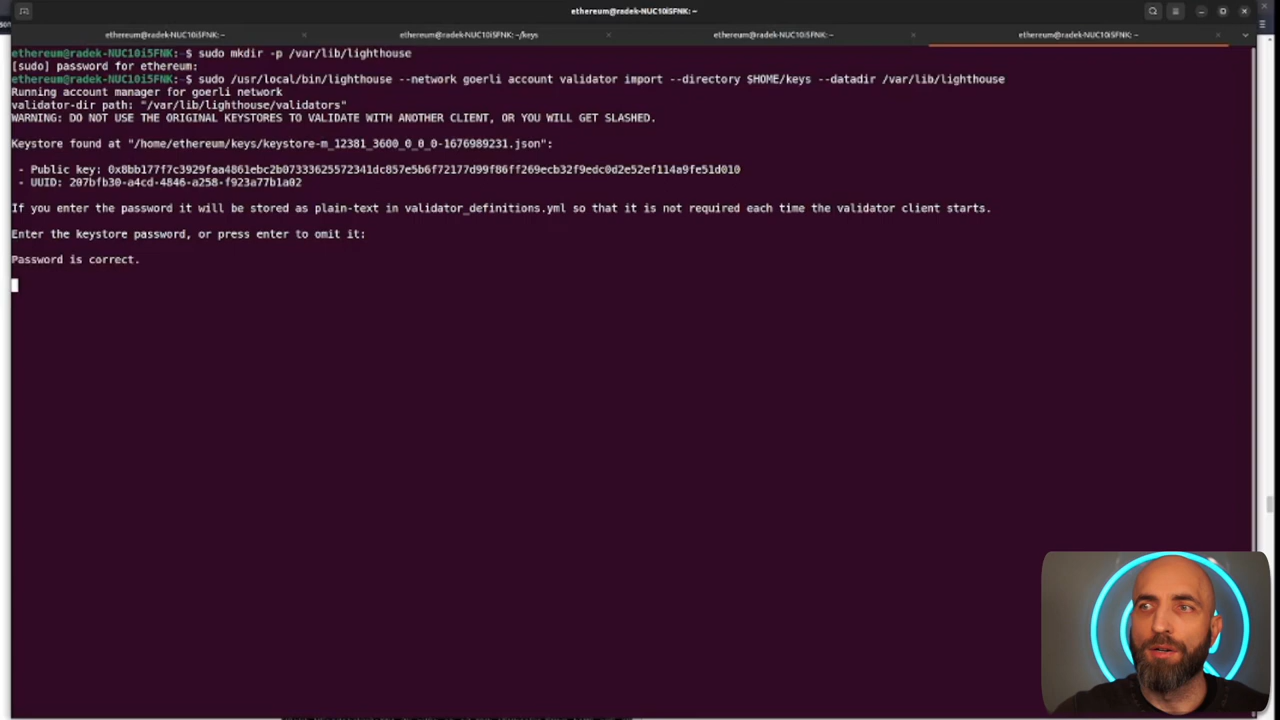 ethereum@radek-NUC10i5FNK: ~
ethereum@radek-NUC10i5FNK: ~
ethereum@radek-NUC10i5FNK: ~/keys
ethereum@radek-NUC10i5FNK: ~
ethereum@radek-NUC10i5FNK: ~
ethereum@radek-NUC10i5FNK:~$ sudo mkdir -p /var/lib/lighthouse
[sudo] password for ethereum:
ethereum@radek-NUC10i5FNK:~$ sudo /usr/local/bin/lighthouse --network goerli account validator import --directory $HOME/keys --datadir /var/lib/lighthouse
Running account manager for goerli network
validator-dir path: "/var/lib/lighthouse/validators"
WARNING: DO NOT USE THE ORIGINAL KEYSTORES TO VALIDATE WITH ANOTHER CLIENT, OR YOU WILL GET SLASHED.
Keystore found at "/home/ethereum/keys/keystore-m_12381_3600_0_0_0-1676989231.json":
- Public key: 0x8bb177f7c3929faa4861ebc2b07333625572341dc857e5b6f72177d99f86ff269ecb32f9edc0d2e52ef114a9fe51d010
- UUID: 207bfb30-a4cd-4846-a258-f923a77b1a02
If you enter the password it will be stored as plain-text in validator_definitions.yml so that it is not required each time the validator client starts.
Enter the keystore password, or press enter to omit it:
Password is correct.